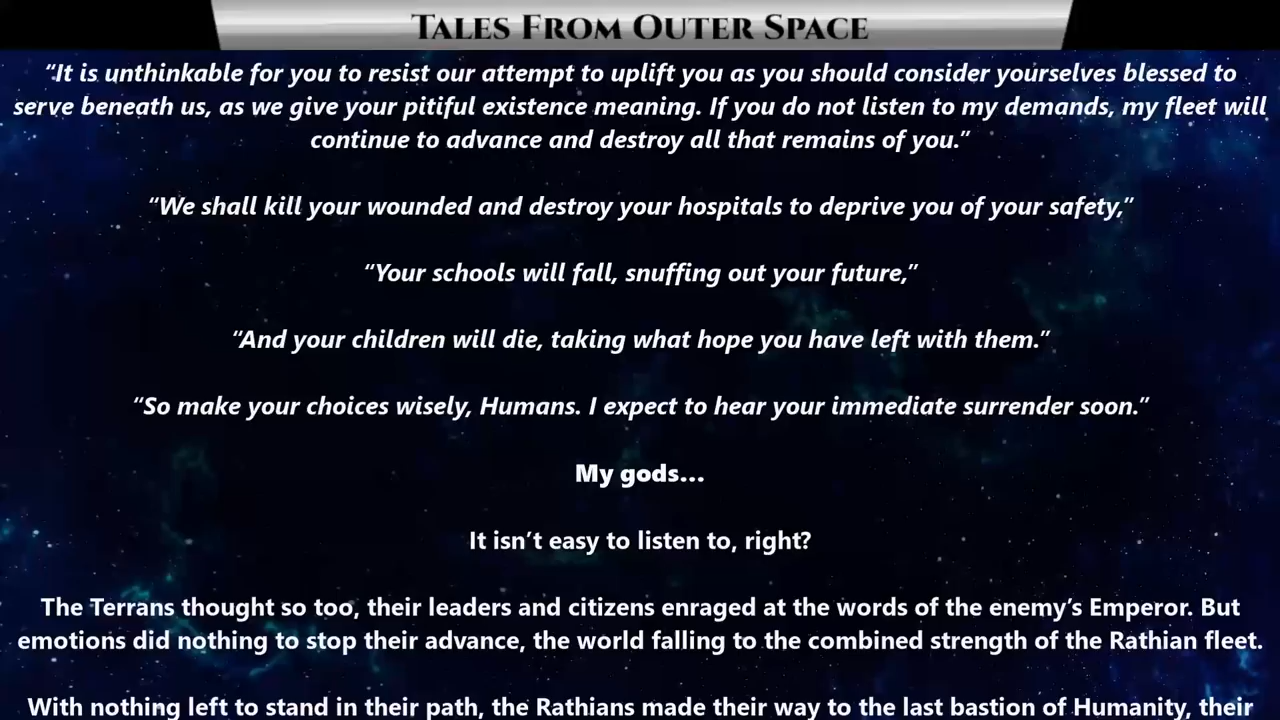 TALES FROM OUTER SPACE
“It is unthinkable for you to resist our attempt to uplift you as you should consider yourselves blessed to
serve beneath us, as we give your pitiful existence meaning. If you do not listen to my demands, my fleet will
continue to advance and destroy all that remains of you.”
“We shall kill your wounded and destroy your hospitals to deprive you of your safety,”
“Your schools will fall, snuffing out your future,”
“And your children will die, taking what hope you have left with them.”
“So make your choices wisely, Humans. I expect to hear your immediate surrender soon.”
My gods…
It isn’t easy to listen to, right?
The Terrans thought so too, their leaders and citizens enraged at the words of the enemy’s Emperor. But
emotions did nothing to stop their advance, the world falling to the combined strength of the Rathian fleet.
With nothing left to stand in their path, the Rathians made their way to the last bastion of Humanity, their